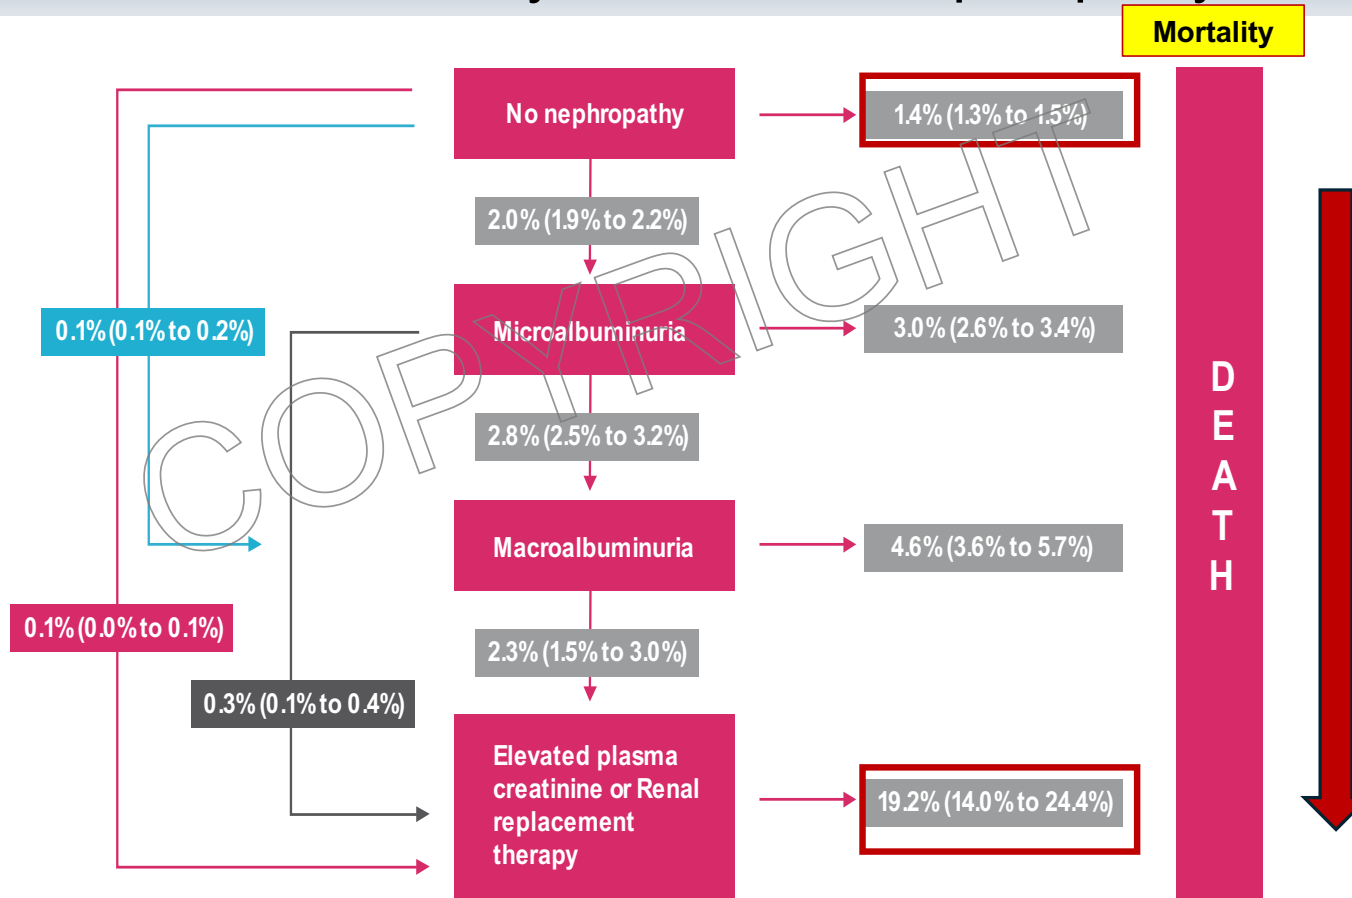 Mortality
No nephropathy
1.4% (1.3% to 1.5%)
2.0% (1.9% to 2.2%)
0.1% (0.1% to 0.2%)
Microalbuminuria
3.0% (2.6% to 3.4%)
2.8% (2.5% to 3.2%)
Macroalbuminuria
4.6% (3.6% to 5.7%)
0.1% (0.0% to 0.1%)
2.3% (1.5% to 3.0%)
0.3% (0.1% to 0.4%)
Elevated plasma
creatinine or Renal
replacement
therapy
19.2% (14.0% to 24.4%)
D
E
A
T
H
COPYRIGHT